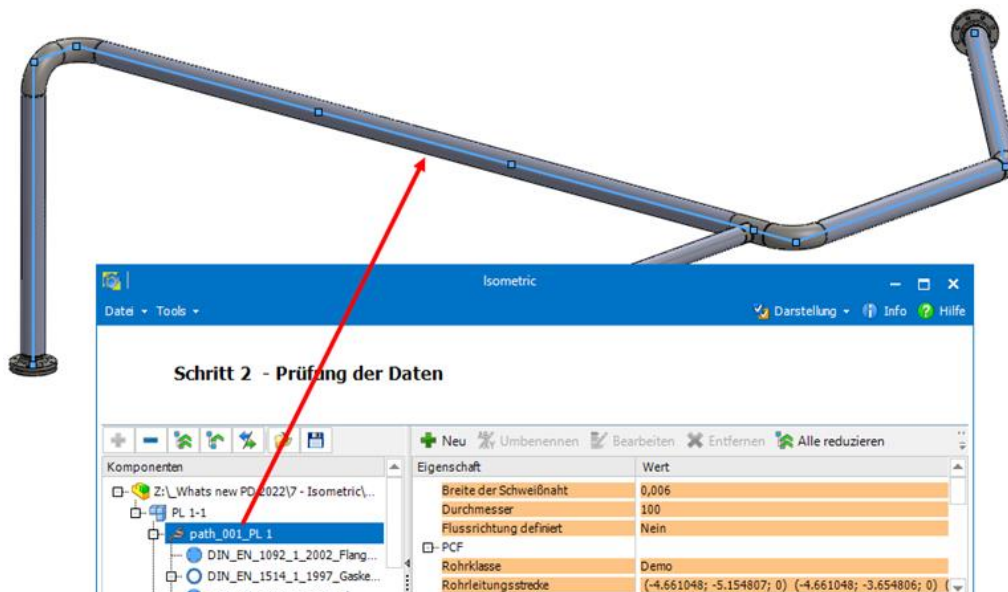 Isometric
Datei Tools Darstellung Info Hilfe
Schritt 2 - Prüfung der Daten
Neu Umbenennen Bearbeiten Entfernen Alle reduzieren
Komponenten Eigenschaft Wert
Z:\_Whats new PD 2022\7 - Isometric\...
PL 1-1
path_001_PL 1
DIN_EN_1092_1_2002_Flang...
DIN_EN_1514_1_1997_Gaske...
Breite der Schweißnaht 0,006
Durchmesser 100
Flussrichtung definiert Nein
PCF
Rohrklasse Demo
Rohrleitungsstrecke (-4.661048; -5.154807; 0) (-4.661048; -3.654806; 0) (